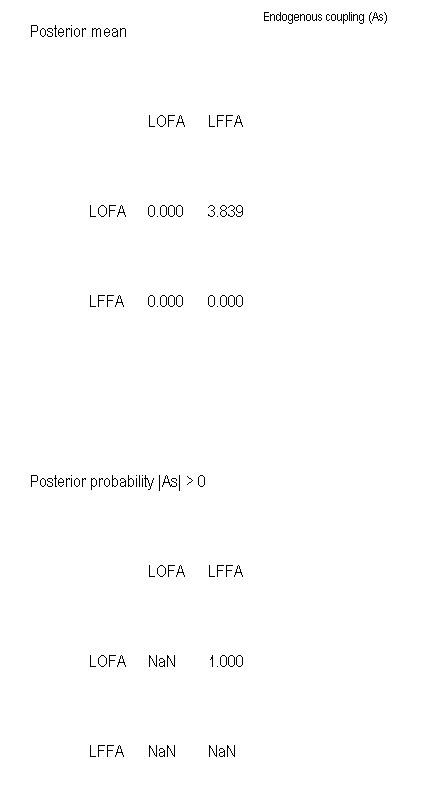 Endogenous coupling (As)
Posterior mean
LOFA LFFA
LOFA 0.000 3.839
LFFA 0.000 0.000
Posterior probability |As| > 0
LOFA LFFA
LOFA NaN 1.000
LFFA NaN NaN